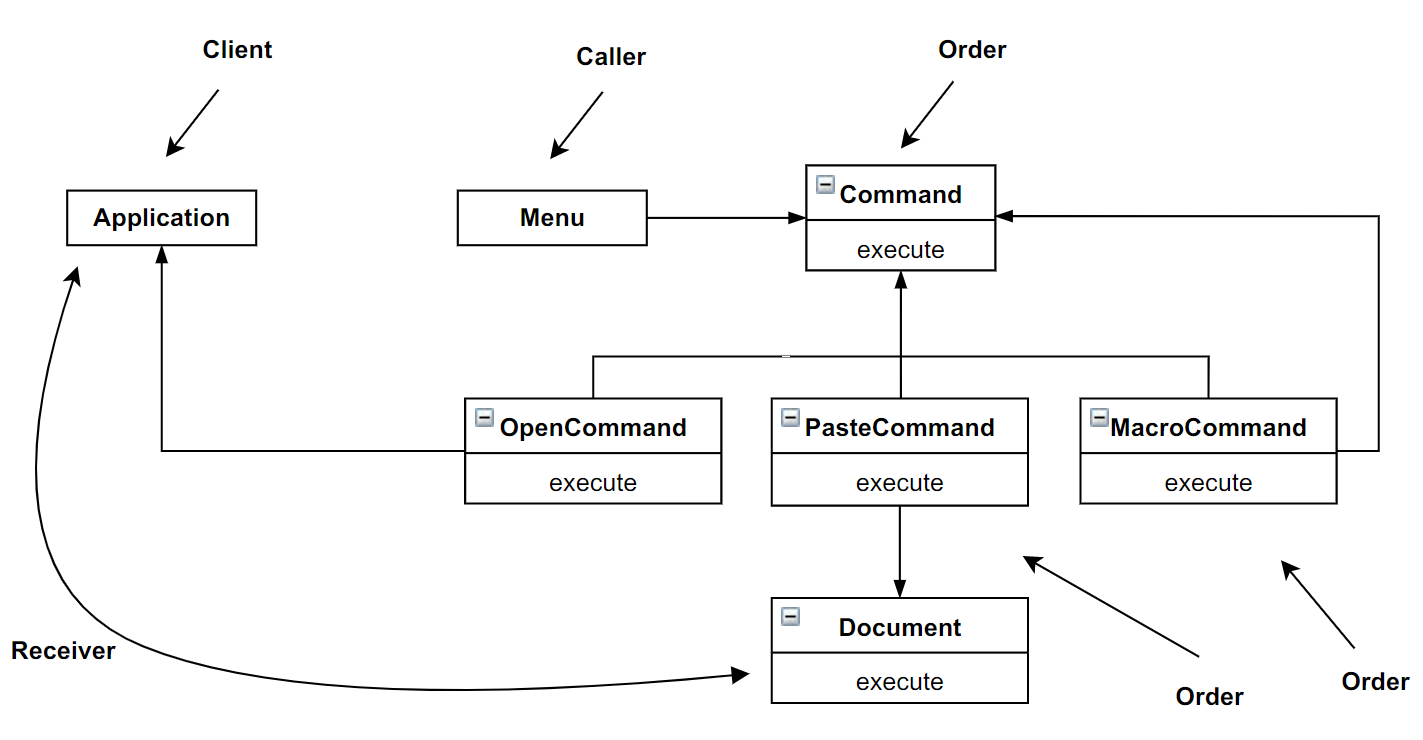 Client
Caller
Order
Application
Menu
Command
execute
OpenCommand
execute
PasteCommand
execute
MacroCommand
execute
Document
execute
Receiver
Order
Order